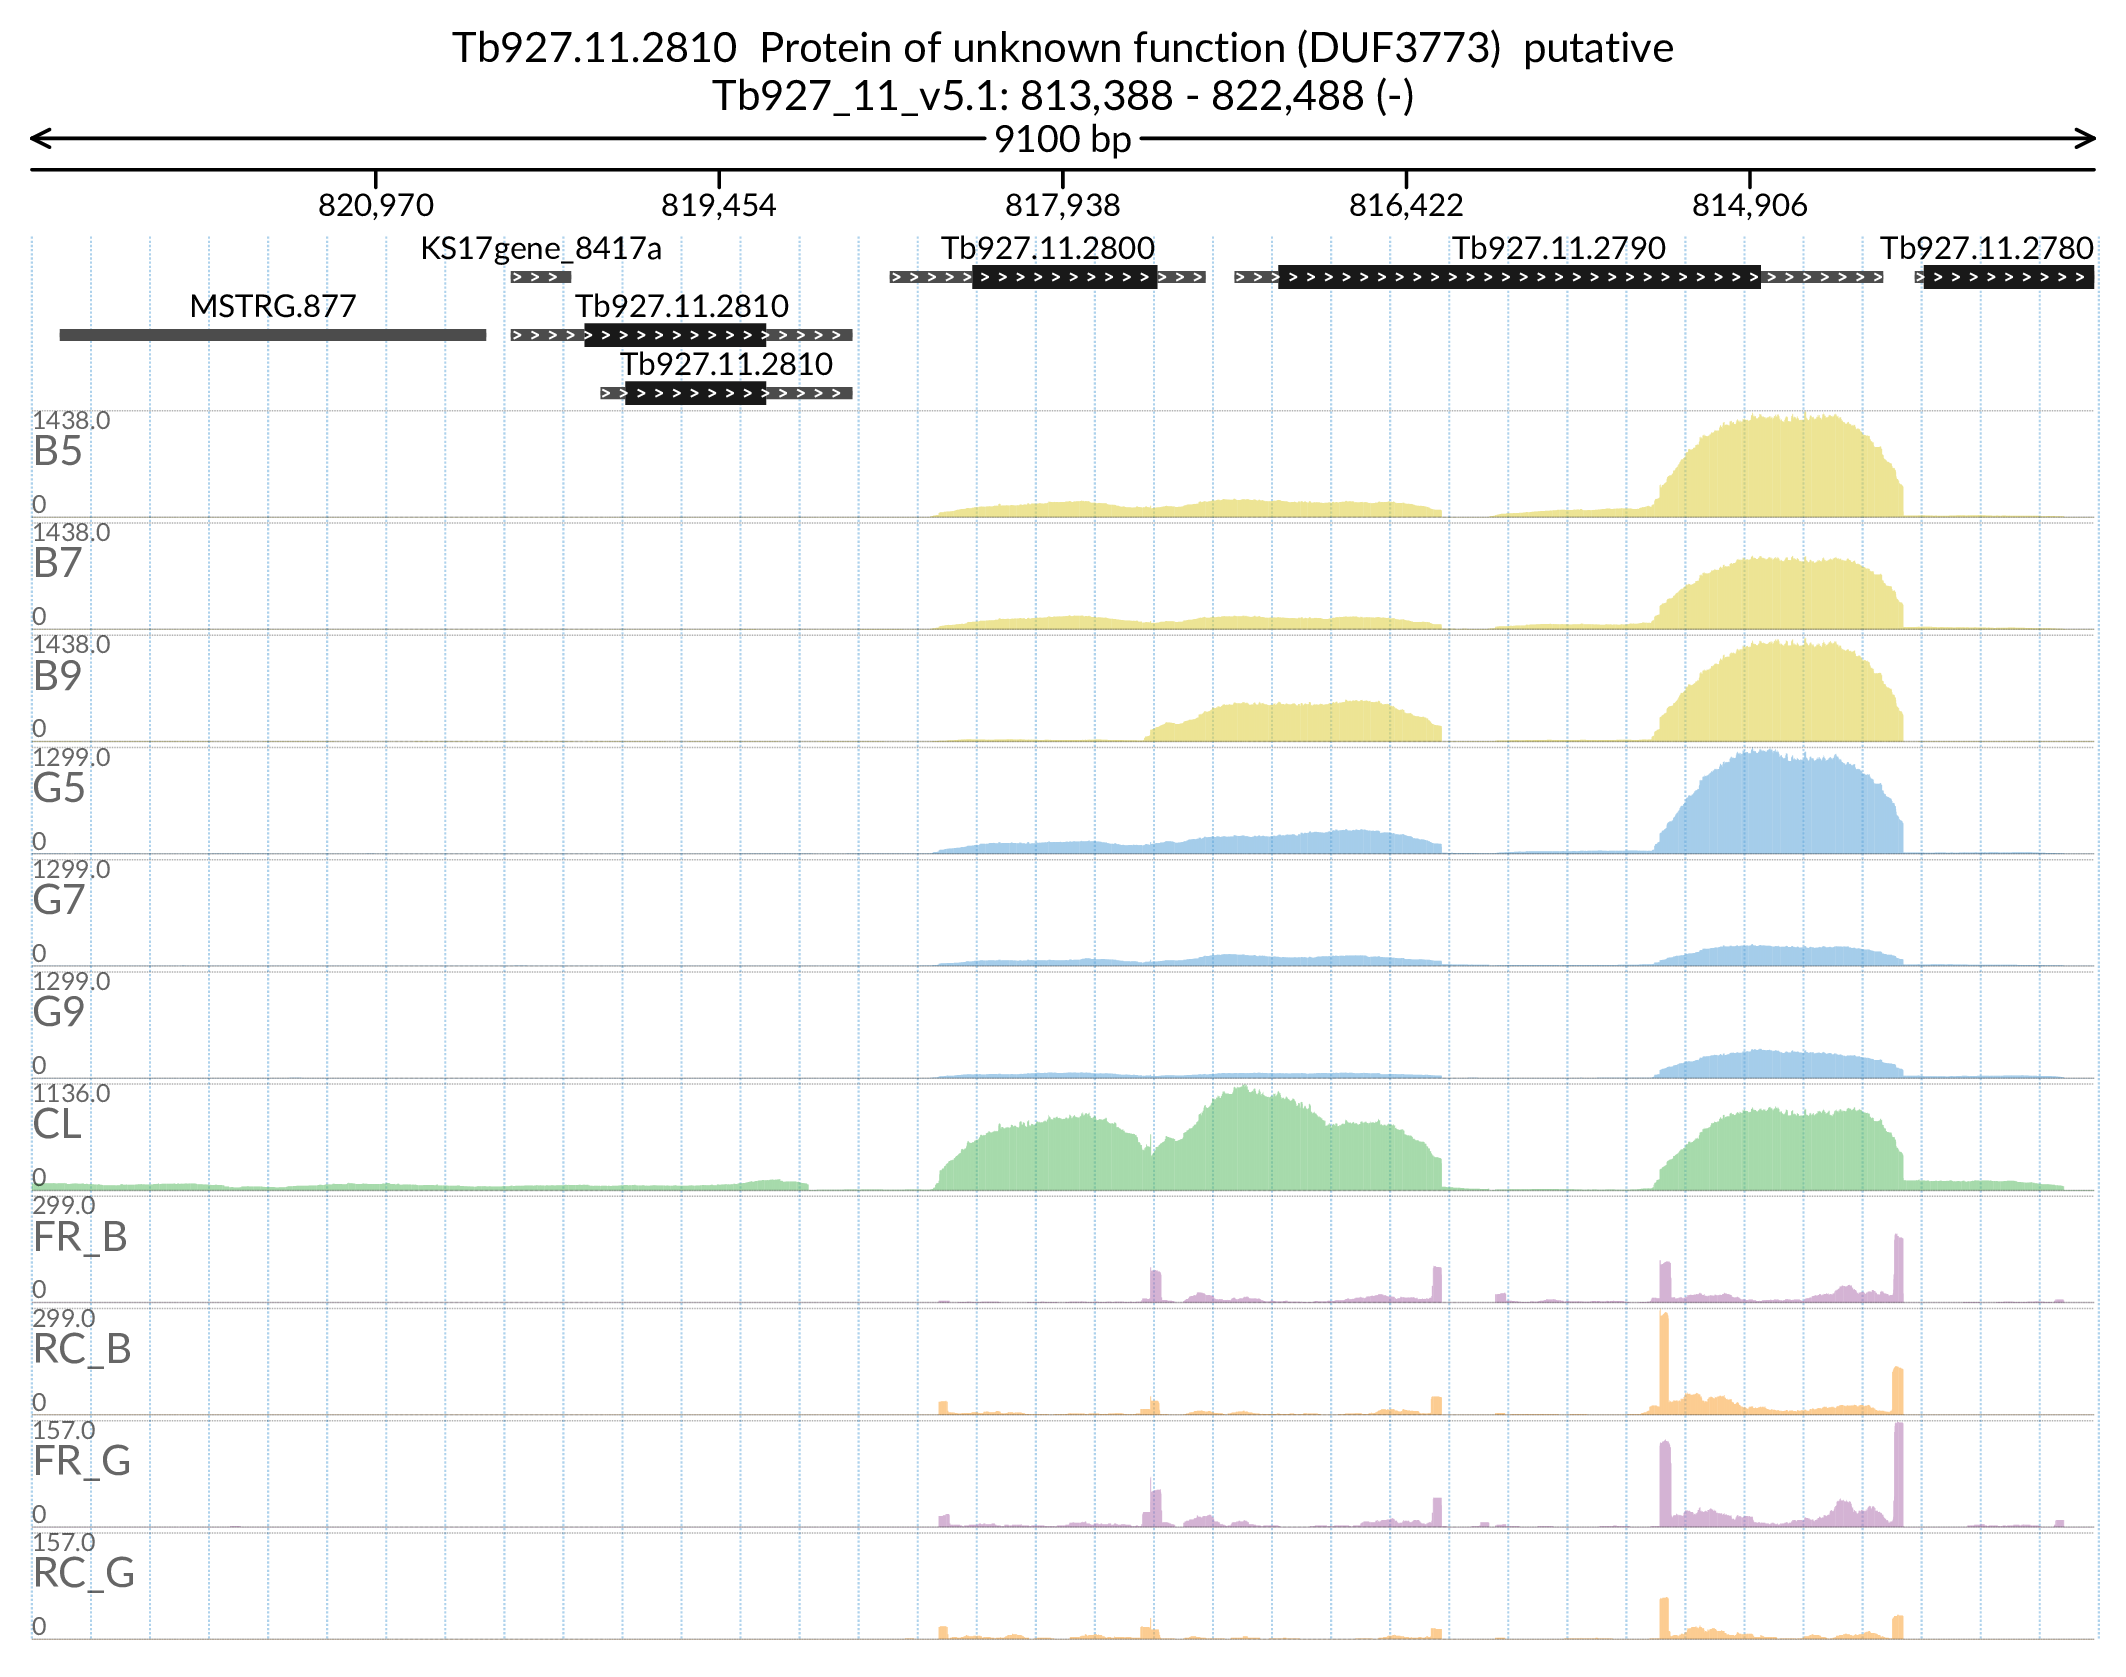 Tb927.11.2810  Protein of unknown function (DUF3773)  putative
Tb927_11_v5.1: 813,388 - 822,488 (-)
9100 bp
820,970 819,454 817,938 816,422 814,906
KS17gene_8417a Tb927.11.2800 Tb927.11.2790 Tb927.11.2780
MSTRG.877 Tb927.11.2810
Tb927.11.2810
1438.0
B5
0
1438.0
B7
0
1438.0
B9
0
1299.0
G5
0
1299.0
G7
0
1299.0
G9
0
1136.0
CL
0
299.0
FR_B
0
299.0
RC_B
0
157.0
FR_G
0
157.0
RC_G
0